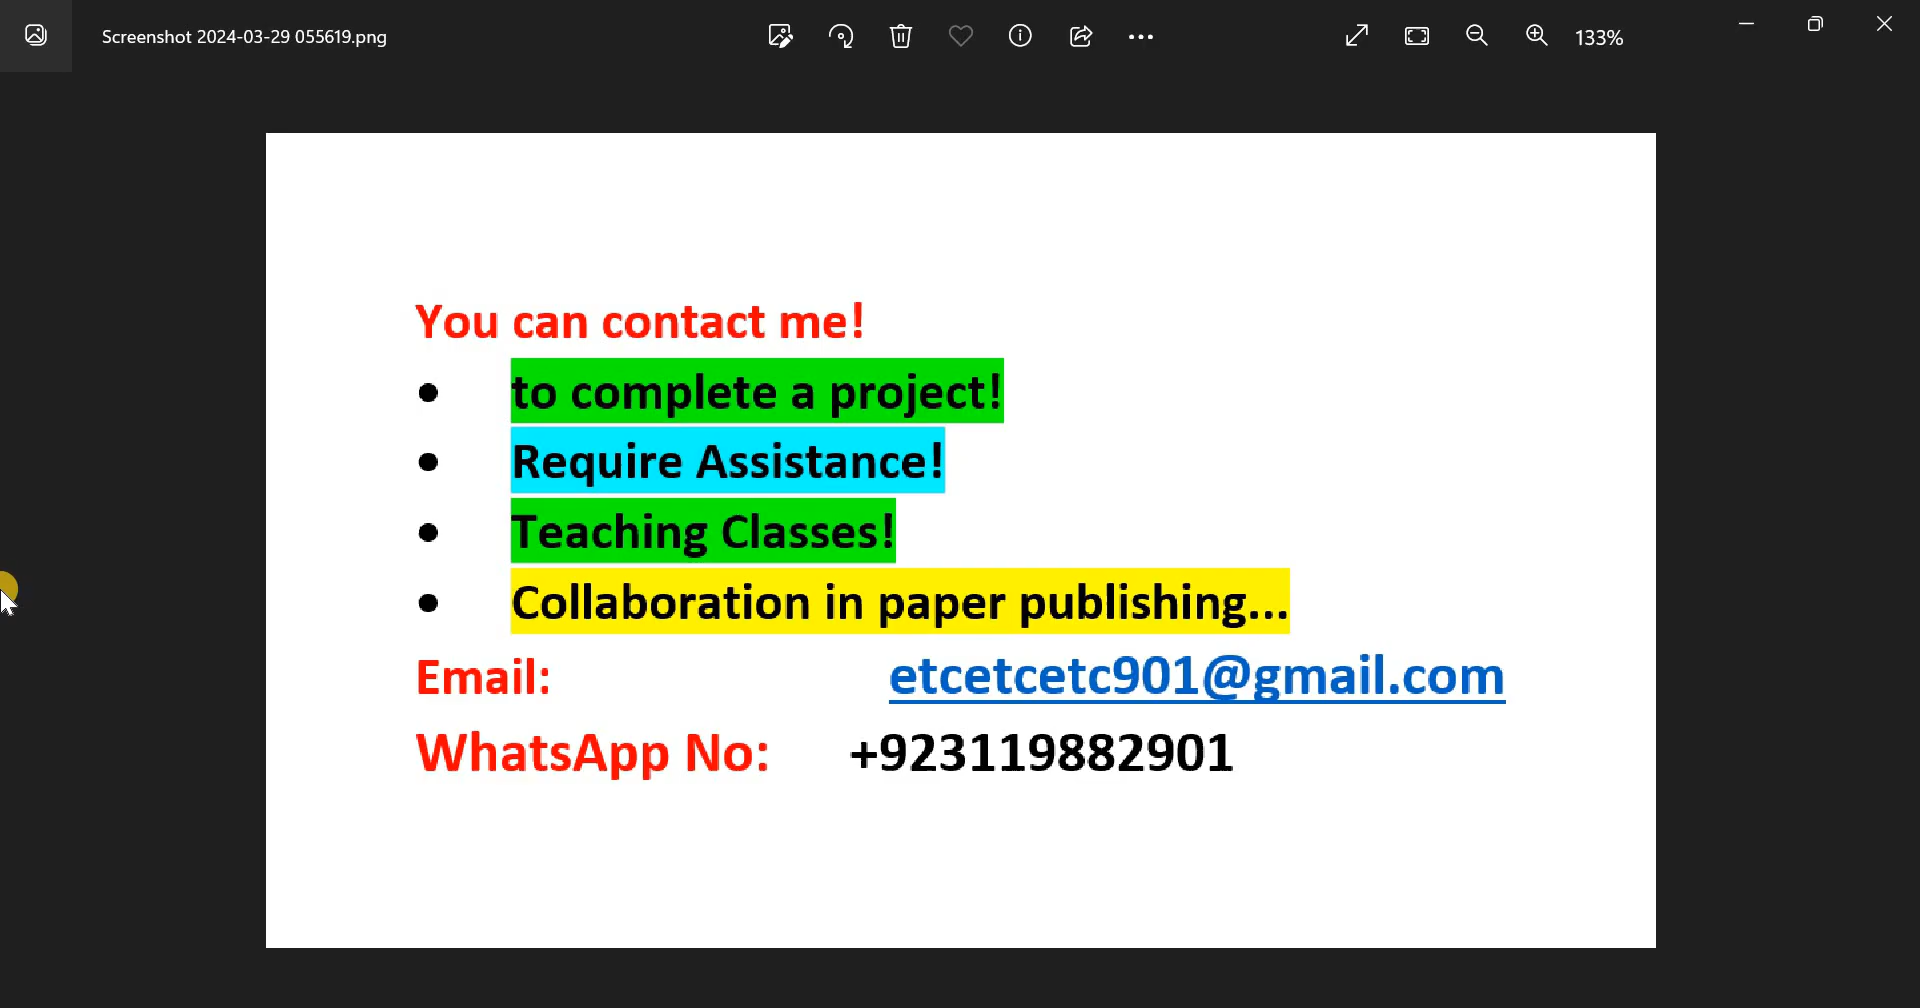 Screenshot 2024-03-29 055619.png
133%
You can contact me!
• to complete a project!
• Require Assistance!
• Teaching Classes!
• Collaboration in paper publishing...
Email: etcetcetc901@gmail.com
WhatsApp No: +923119882901